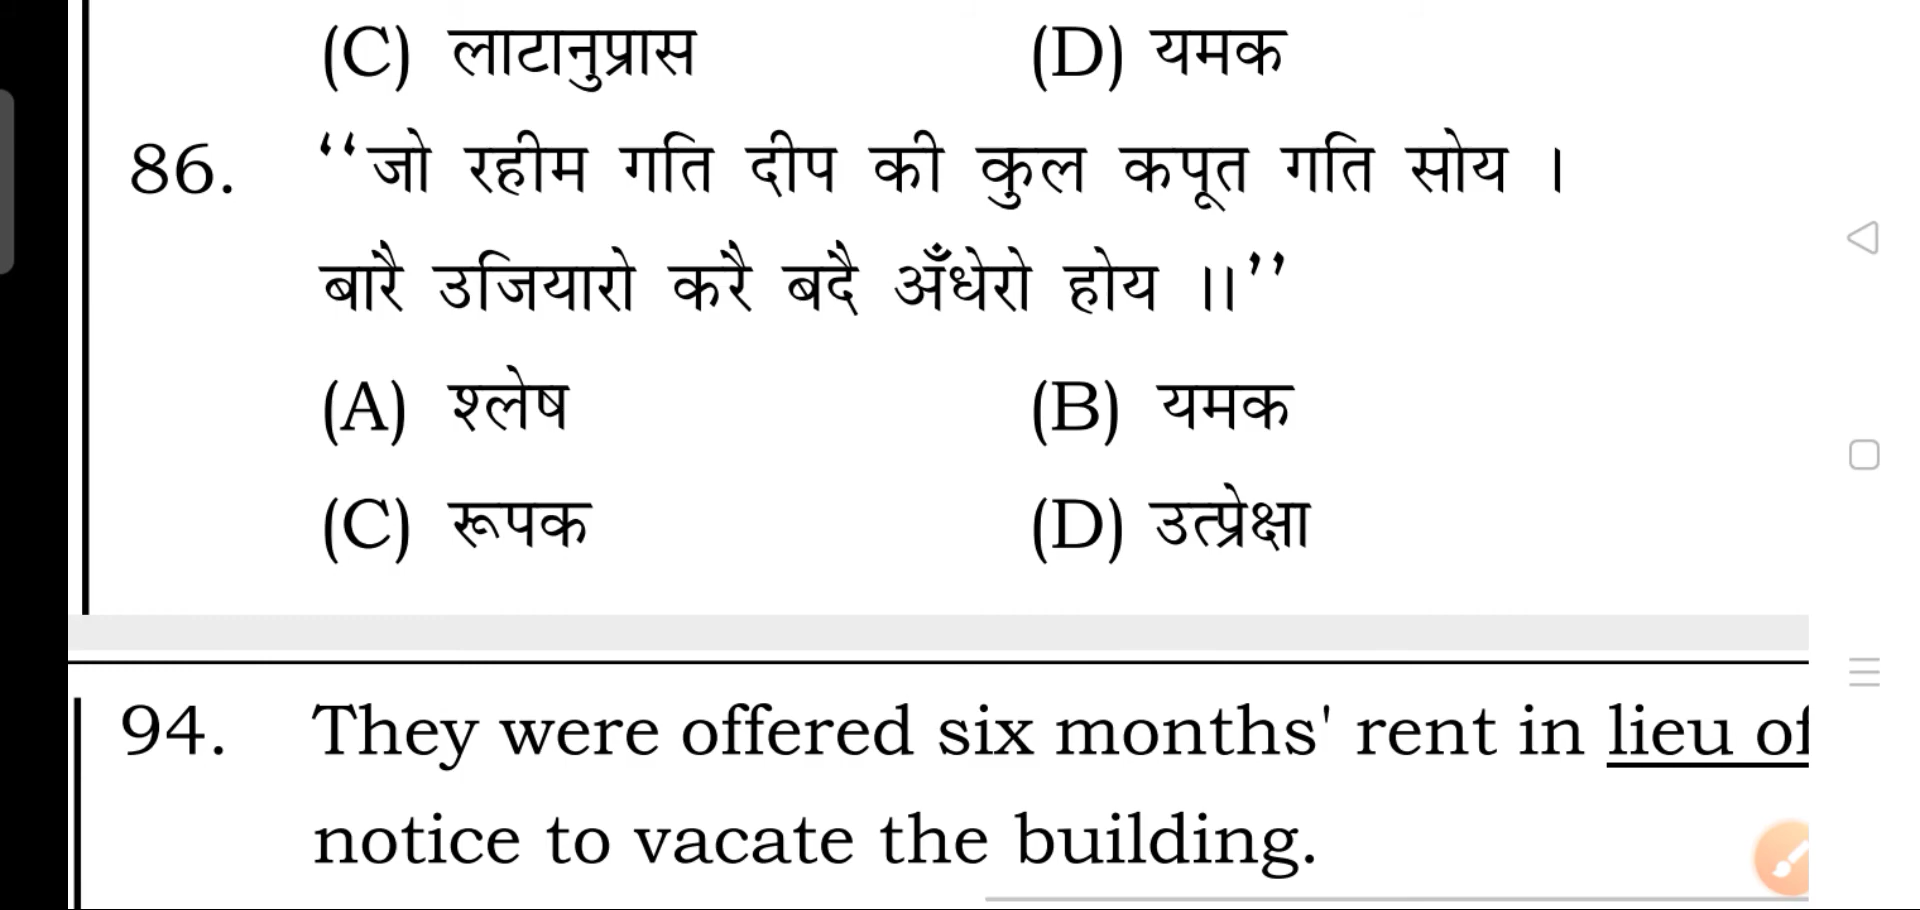 (C) लाटानुप्रास (D) यमक
86. ‘‘जो रहीम गति दीप की कुल कपूत गति सोय ।
बारै उजियारो करै बदै अँधेरो होय ।।’’
(A) श्लेष (B) यमक
(C) रूपक (D) उत्प्रेक्षा
94. They were offered six months' rent in lieu of
notice to vacate the building.